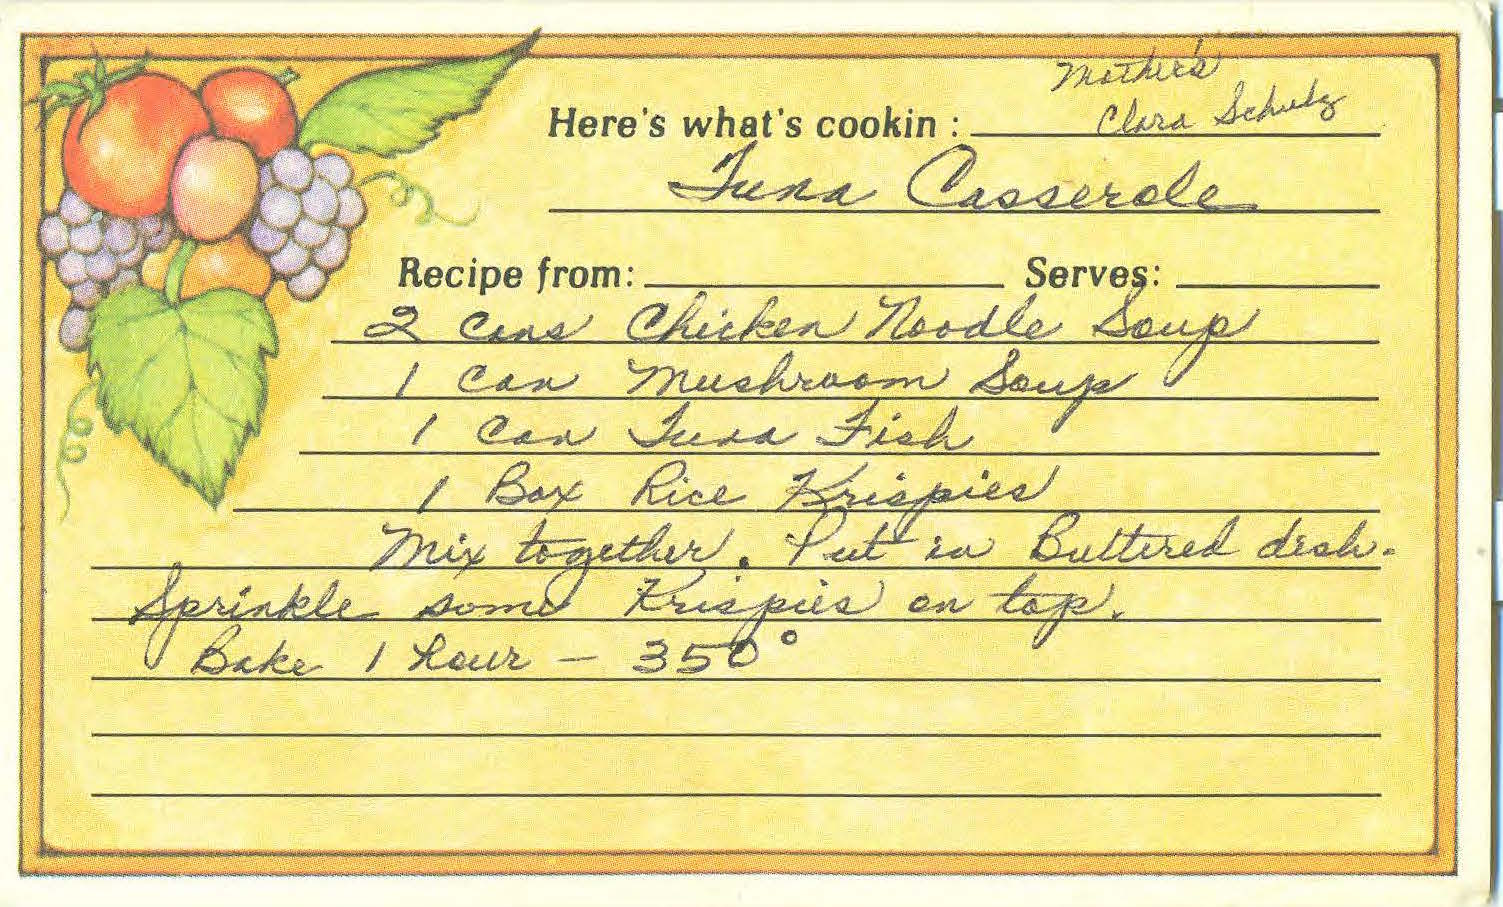 Mother's
Here's what's cookin : Clara Schulz
Tuna Casserole
Recipe from: Serves:
2 cans Chicken Noodle Soup
1 can Mushroom Soup
1 can Tuna Fish
1 Box Rice Krispies
Mix together. Put in Buttered dish.
Sprinkle some Krispies on top.
Bake 1 hour - 350°